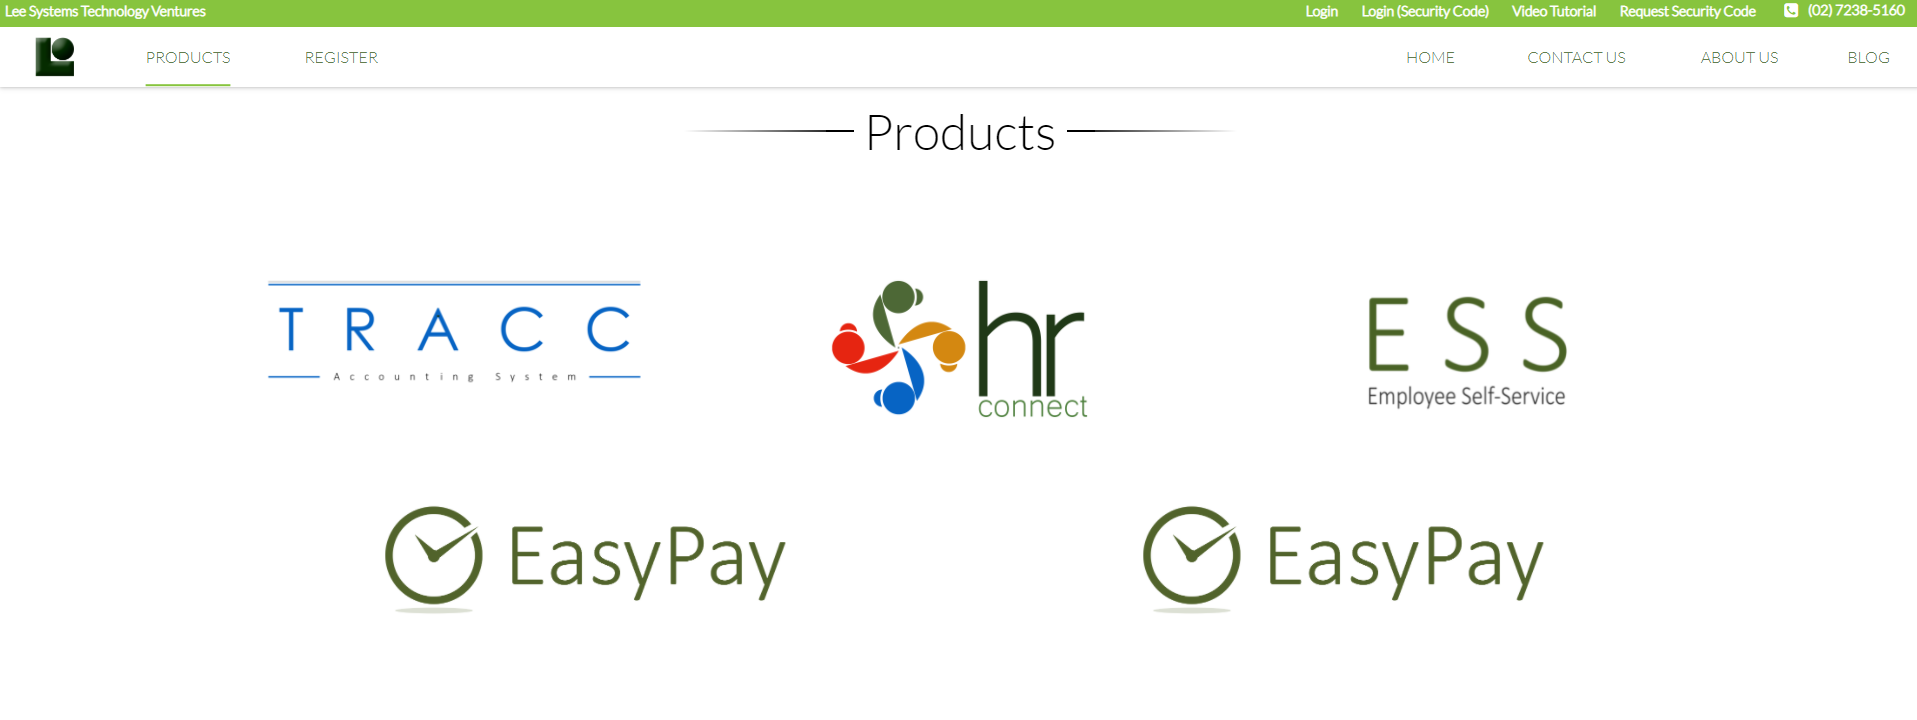 Lee Systems Technology Ventures
Login
Login (Security Code)
Video Tutorial
Request Security Code
(02) 7238-5160
PRODUCTS
REGISTER
HOME
CONTACT US
ABOUT US
BLOG
Products
TRACC
Accounting System
hr
connect
ESS
Employee Self-Service
EasyPay
EasyPay